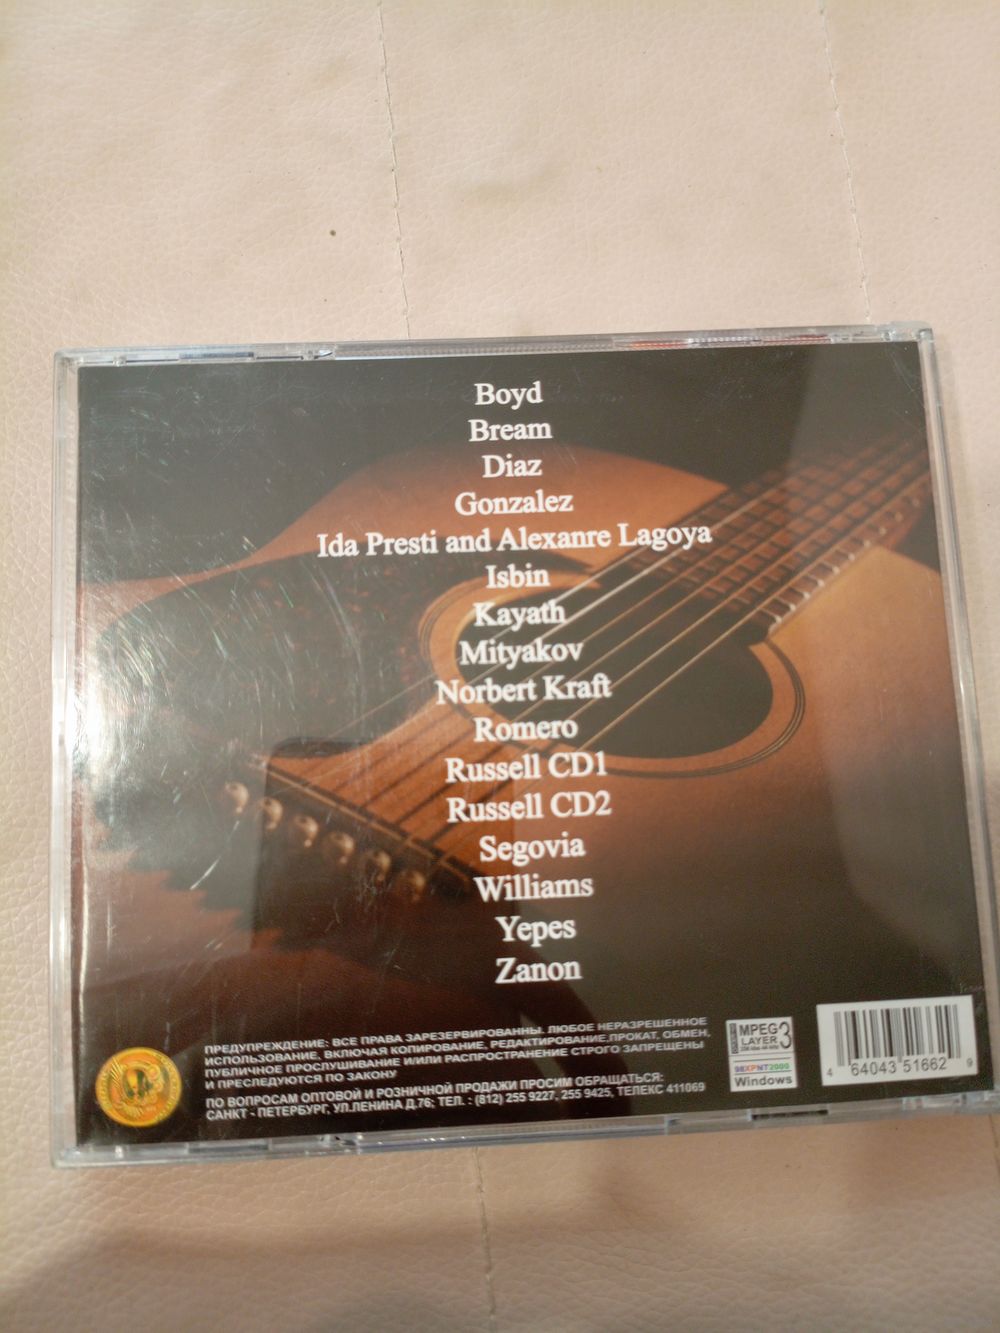 Boyd
Bream
Diaz
Gonzalez
Ida Presti and Alexanre Lagoya
Isbin
Kayath
Mityakov
Norbert Kraft
Romero
Russell CD1
Russell CD2
Segovia
Williams
Yepes
Zanon
ПРЕДУПРЕЖДЕНИЕ: ВСЕ ПРАВА ЗАРЕЗЕРВИРОВАННЫ. ЛЮБОЕ НЕРАЗРЕШЕННОЕ
ИСПОЛЬЗОВАНИЕ, ВКЛЮЧАЯ КОПИРОВАНИЕ, РЕДАКТИРОВАНИЕ,ПРОКАТ, ОБМЕН,
ПУБЛИЧНОЕ ПРОСЛУШИВАНИЕ И\ИЛИ РАСПРОСТРАНЕНИЕ СТРОГО ЗАПРЕЩЕНЫ
И ПРЕСЛЕДУЮТСЯ ПО ЗАКОНУ
ПО ВОПРОСАМ ОПТОВОЙ И РОЗНИЧНОЙ ПРОДАЖИ ПРОСИМ ОБРАЩАТЬСЯ:
САНКТ - ПЕТЕРБУРГ, УЛ.ЛЕНИНА Д.76; ТЕЛ. : (812) 255 9227, 255 9425, ТЕЛЕКС 411069
MPEG 3
LAYER
98XPNT2000
Windows
4 64043 51662 9